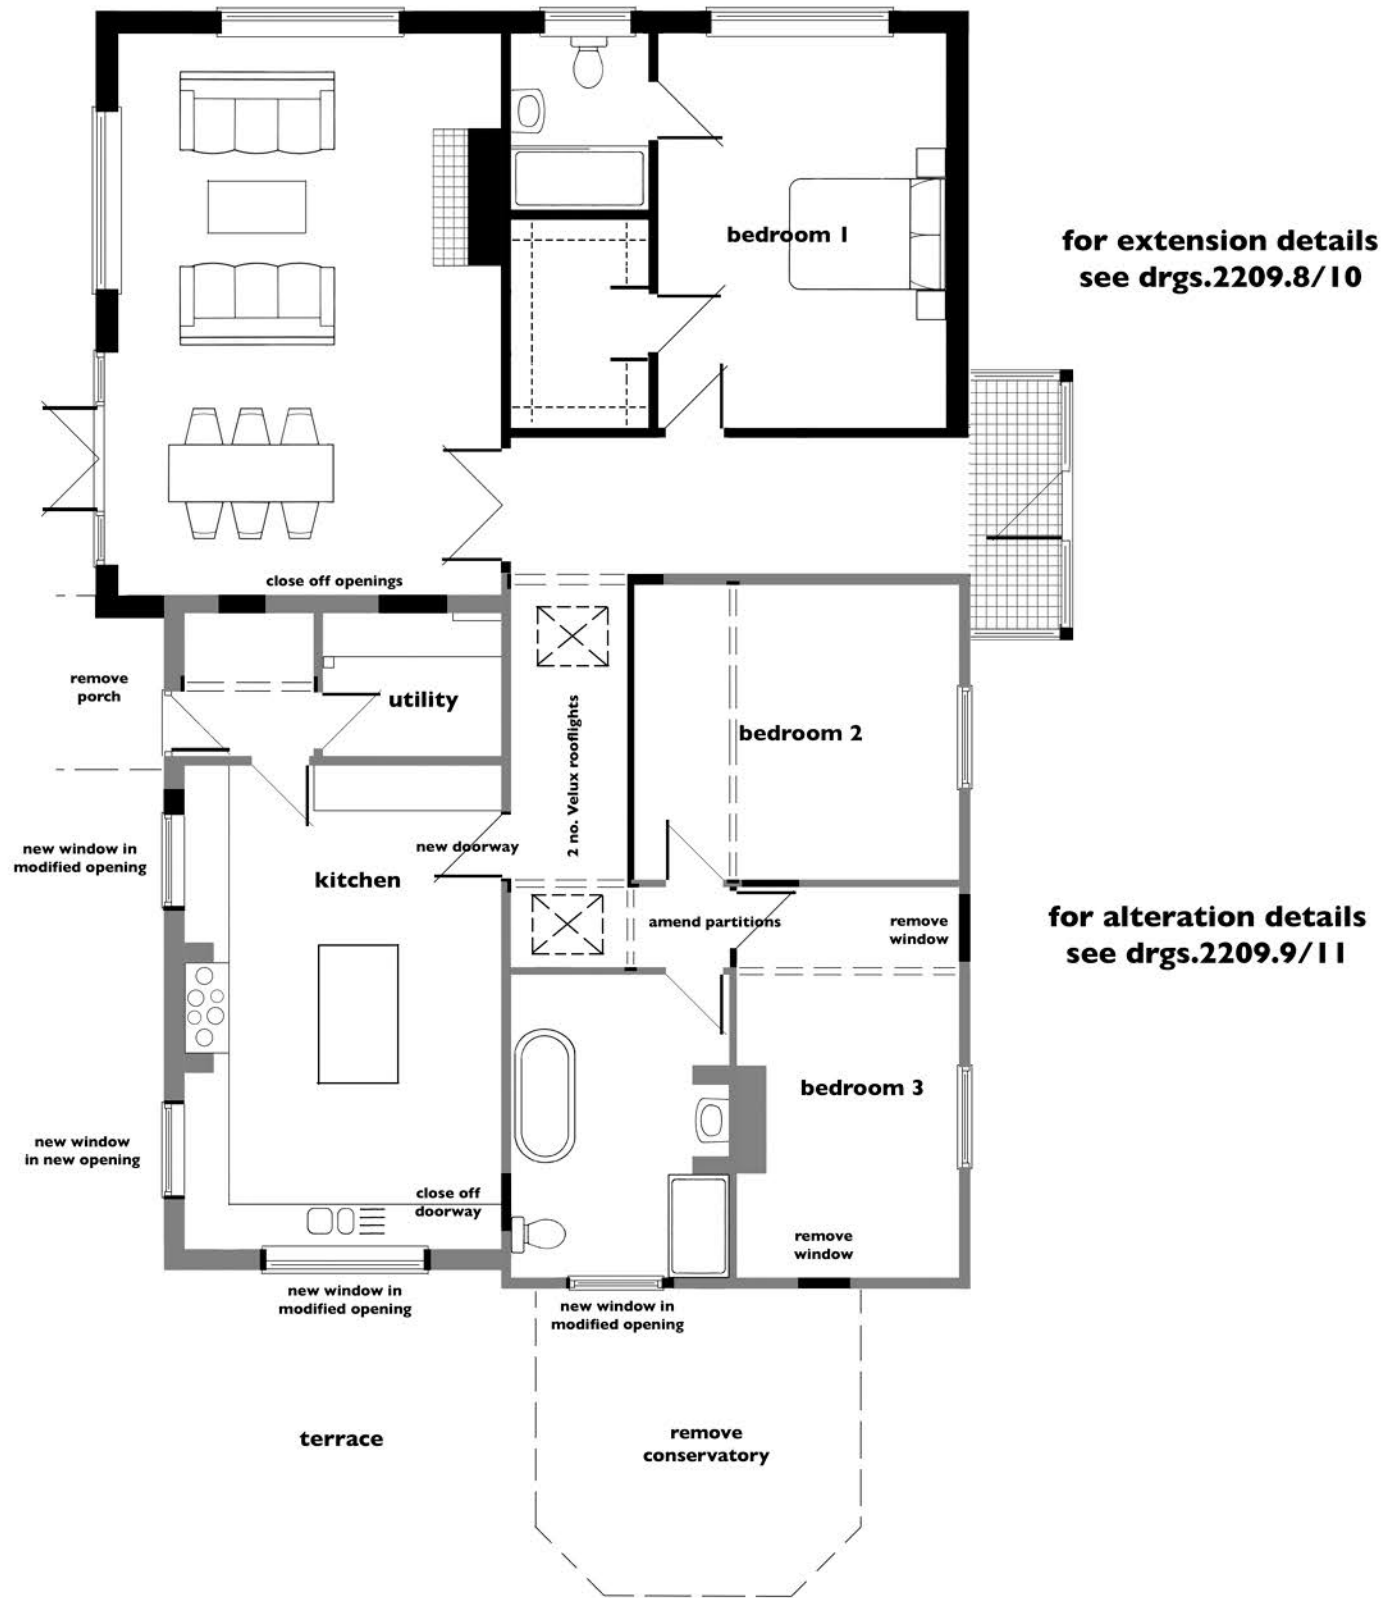 bedroom 1
for extension details
see drgs.2209.8/10
close off openings
remove
porch
utility
2 no. Velux rooflights
bedroom 2
new window in
modified opening
new doorway
kitchen
amend partitions
remove
window
for alteration details
see drgs.2209.9/11
bedroom 3
new window
in new opening
close off
doorway
remove
window
new window in
modified opening
new window in
modified opening
terrace
remove
conservatory